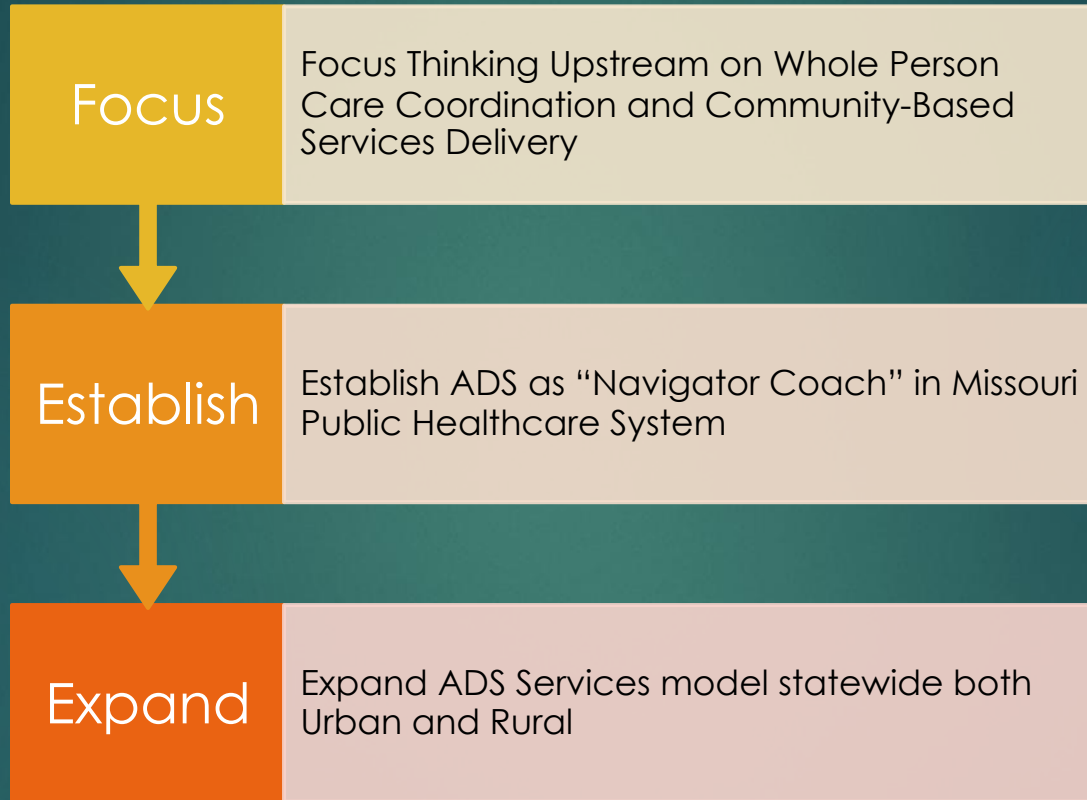 Focus
Focus Thinking Upstream on Whole Person
Care Coordination and Community-Based
Services Delivery
Establish
Establish ADS as “Navigator Coach” in Missouri
Public Healthcare System
Expand
Expand ADS Services model statewide both
Urban and Rural